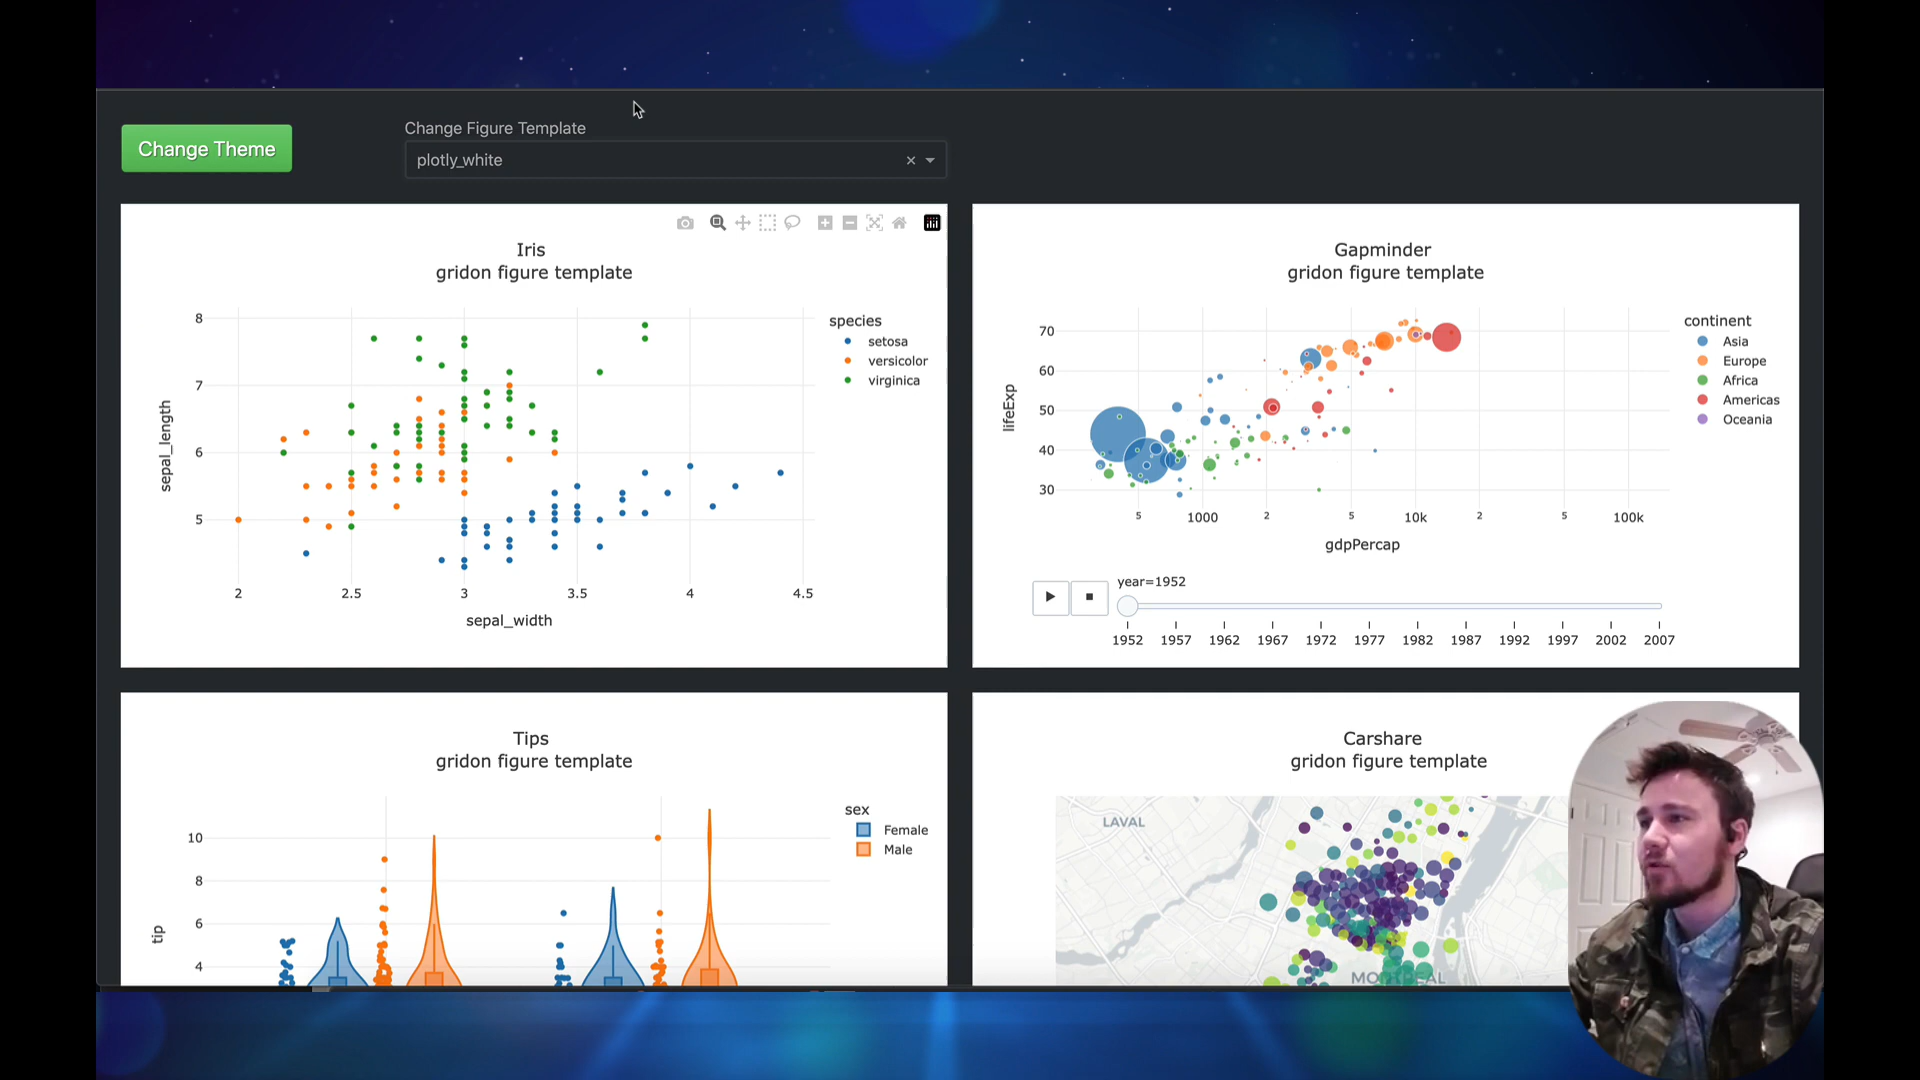 Change Theme
Change Figure Template
plotly_white
Iris
gridon figure template
8
7
6
5
sepal_length
2
2.5
3
3.5
4
4.5
sepal_width
species
setosa
versicolor
virginica
Gapminder
gridon figure template
70
60
50
40
30
lifeExp
5
1000
2
5
10k
2
5
100k
gdpPercap
continent
Asia
Europe
Africa
Americas
Oceania
year=1952
1952
1957
1962
1967
1972
1977
1982
1987
1992
1997
2002
2007
Tips
gridon figure template
10
8
6
4
tip
sex
Female
Male
Carshare
gridon figure template
LAVAL
MONTREAL